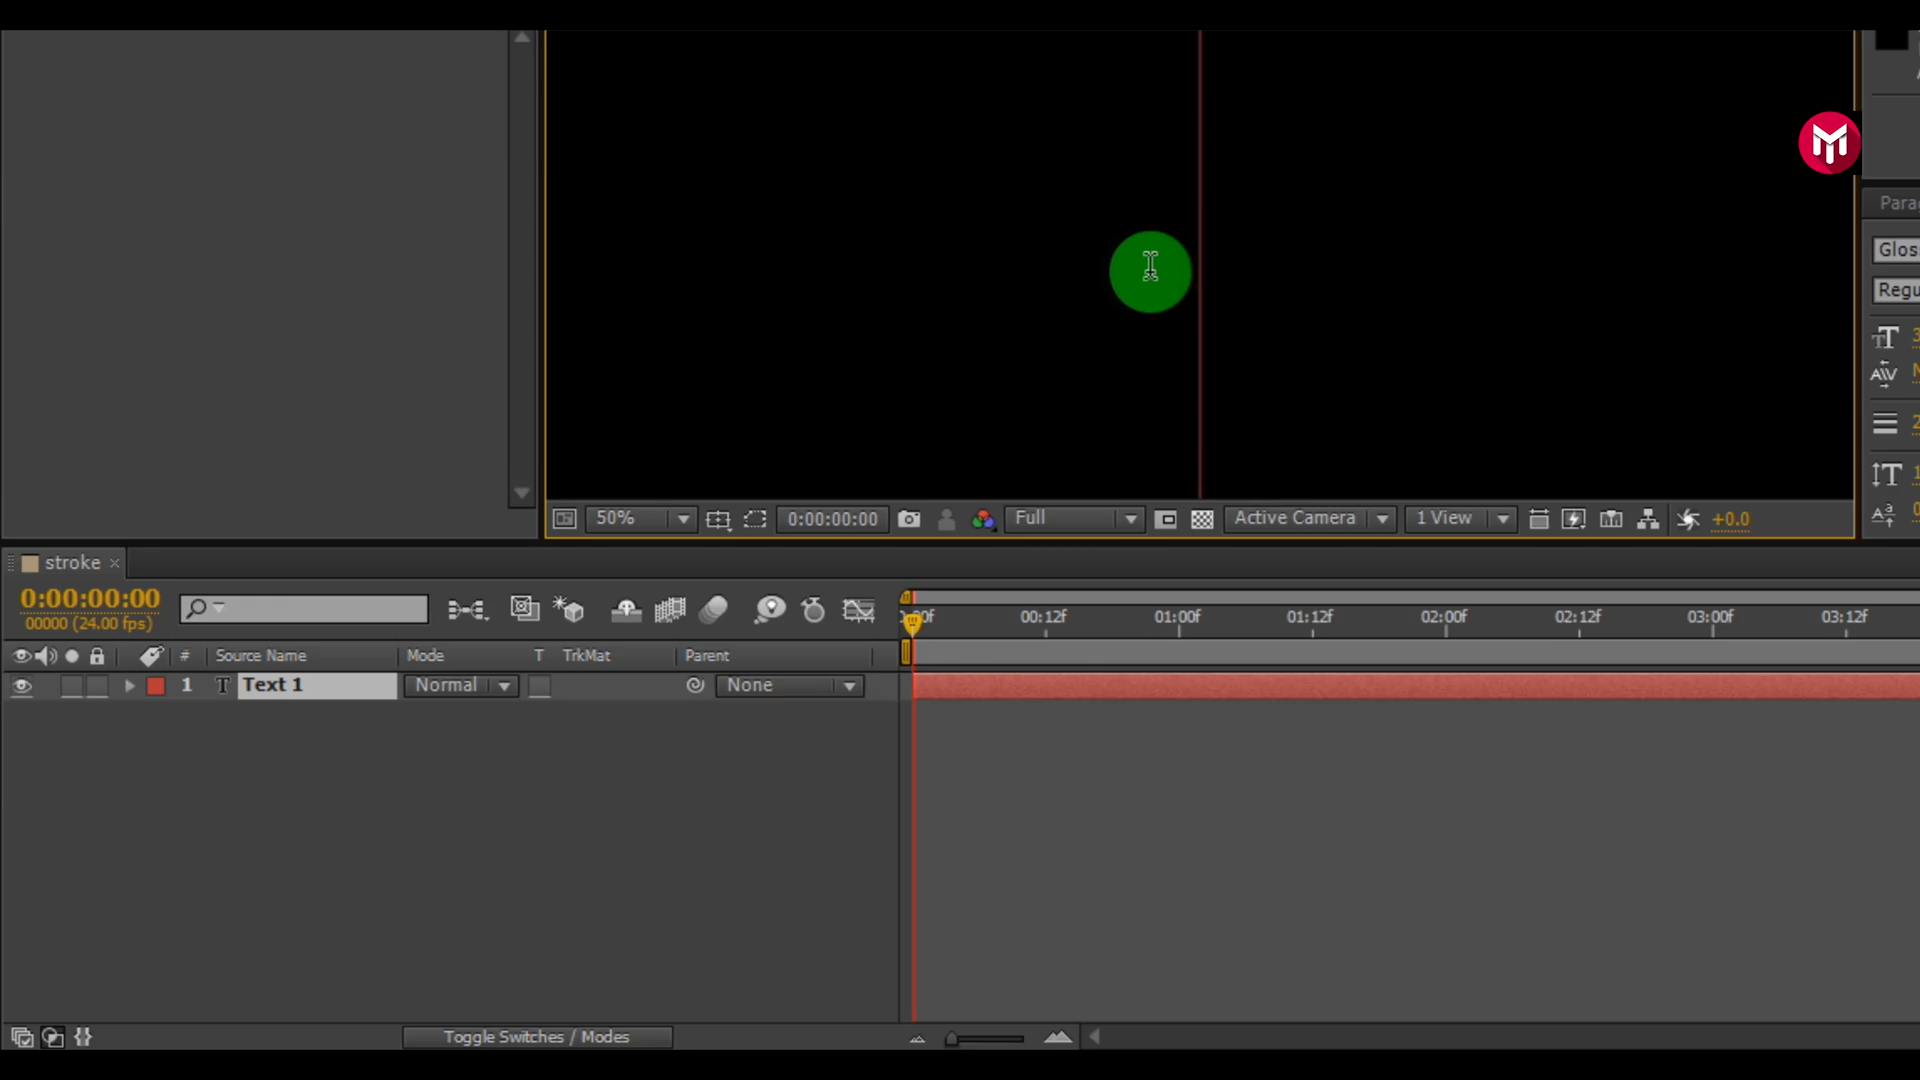 Para
Glos
Regu
50%
0:00:00:00
Full
Active Camera
1 View
+0.0
stroke
0:00:00:00
00000 (24.00 fps)
00:12f
01:00f
01:12f
02:00f
02:12f
03:00f
03:12f
# Source Name Mode T TrkMat Parent
1 T Text 1 Normal None
Toggle Switches / Modes